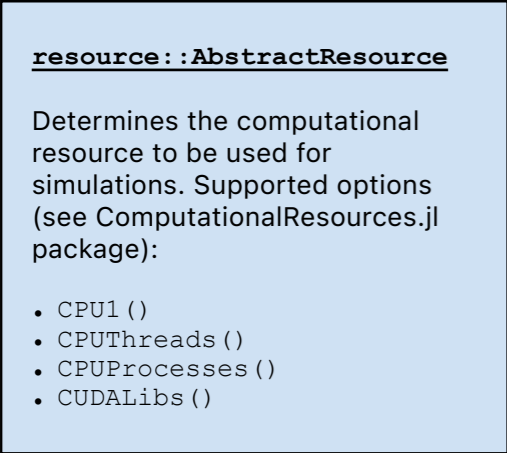 resource::AbstractResource
Determines the computational
resource to be used for
simulations. Supported options
(see ComputationalResources.jl
package):
• CPU1()
• CPUThreads()
• CPUProcesses()
• CUDALibs()